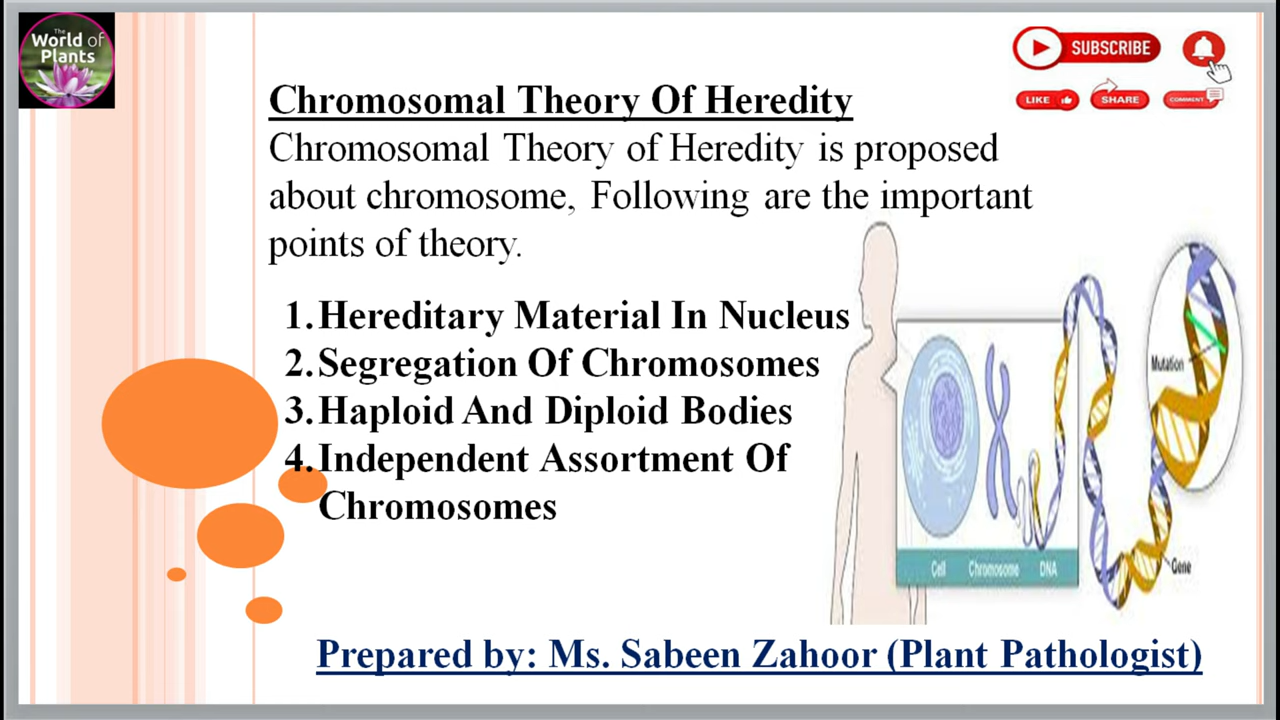 The
World of
Plants
SUBSCRIBE
LIKE
SHARE
COMMENT
Chromosomal Theory Of Heredity
Chromosomal Theory of Heredity is proposed
about chromosome, Following are the important
points of theory.
1. Hereditary Material In Nucleus
2. Segregation Of Chromosomes
3. Haploid And Diploid Bodies
4. Independent Assortment Of
Chromosomes
Mutation
Gene
Cell Chromosome DNA
Prepared by: Ms. Sabeen Zahoor (Plant Pathologist)